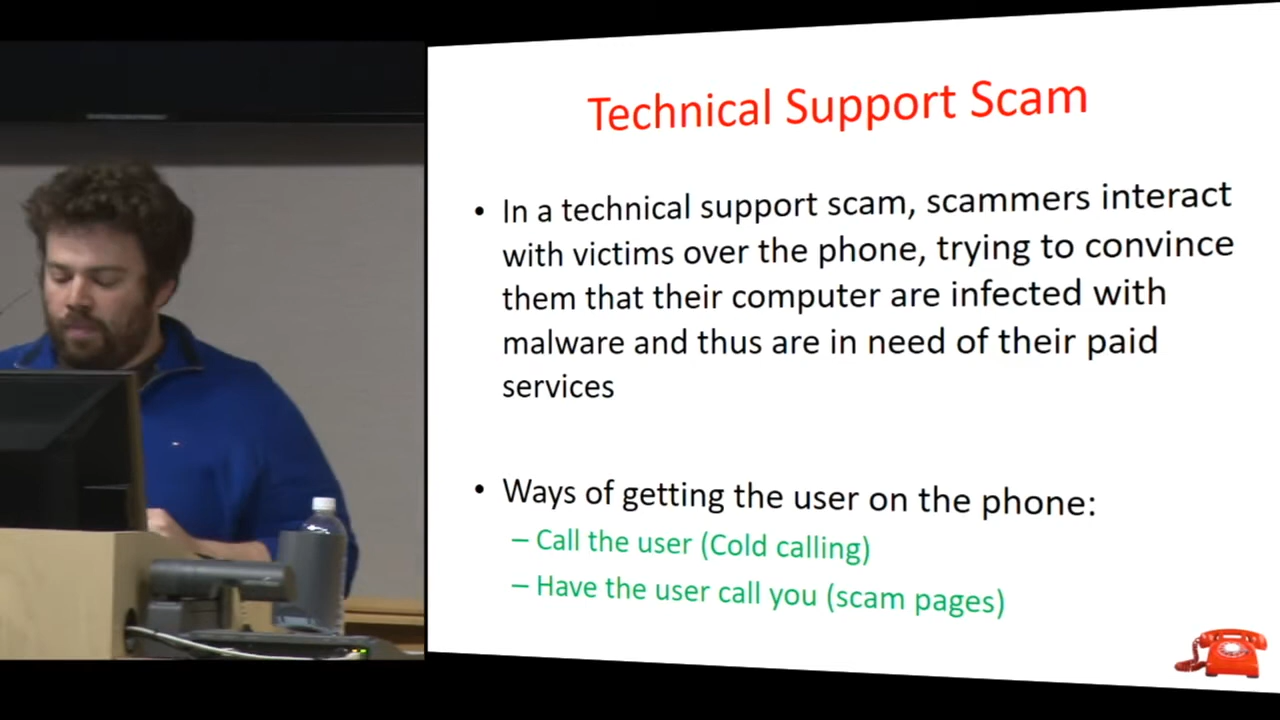 Technical Support Scam
• In a technical support scam, scammers interact
with victims over the phone, trying to convince
them that their computer are infected with
malware and thus are in need of their paid
services
• Ways of getting the user on the phone:
– Call the user (Cold calling)
– Have the user call you (scam pages)